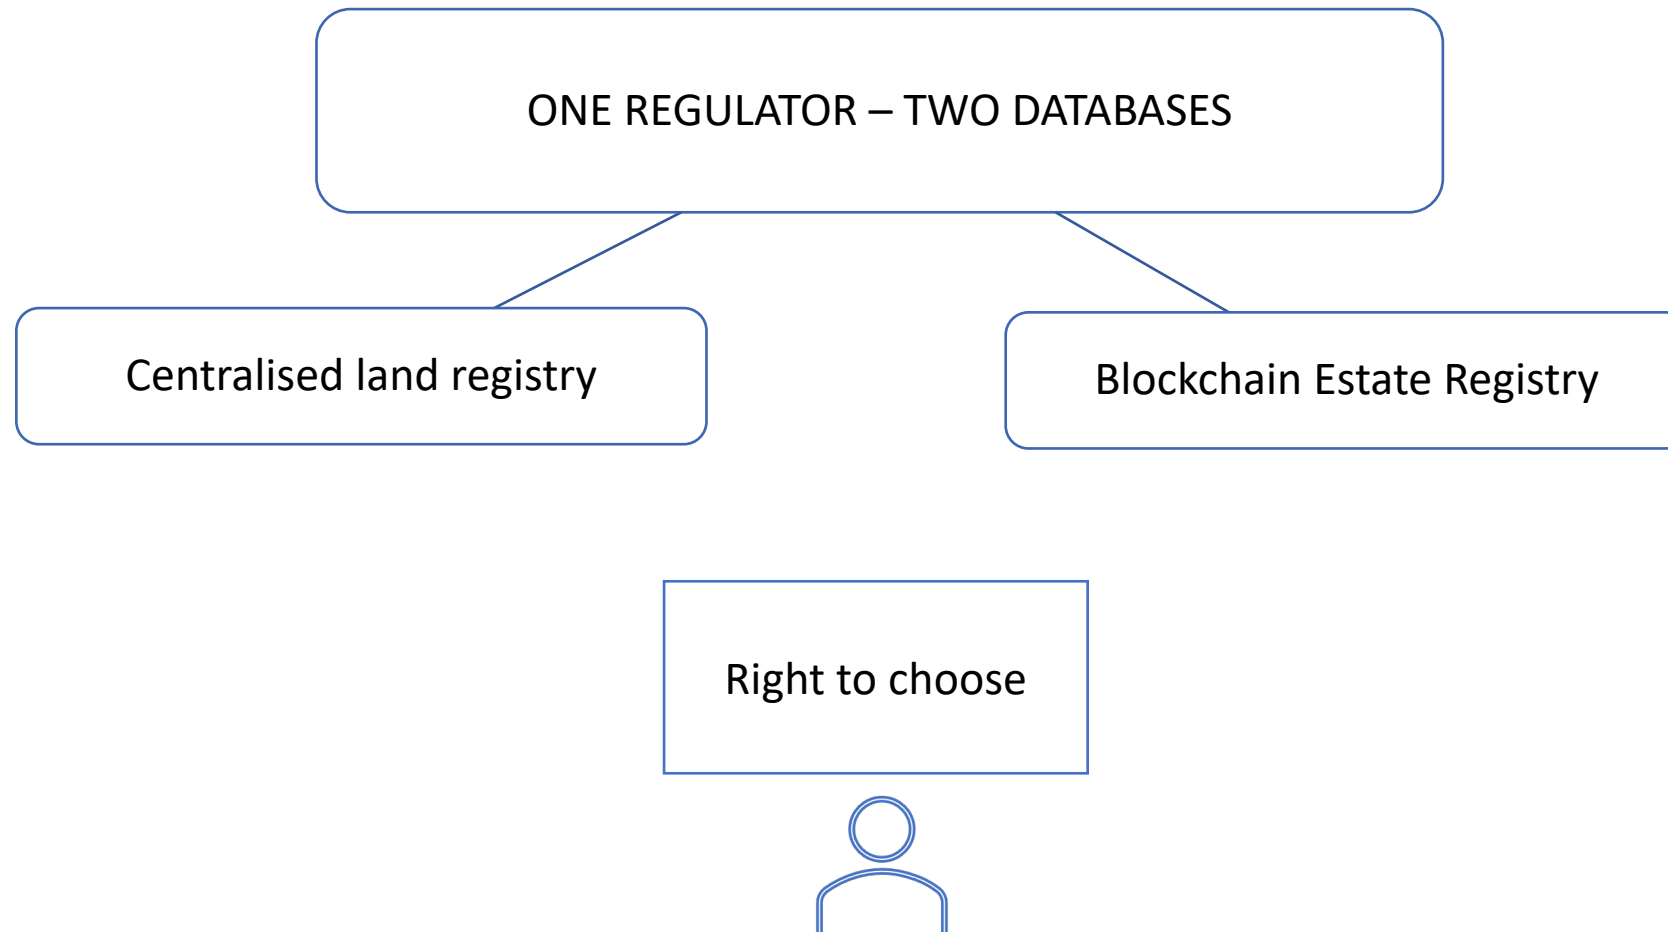 ONE REGULATOR – TWO DATABASES
Centralised land registry
Blockchain Estate Registry
Right to choose